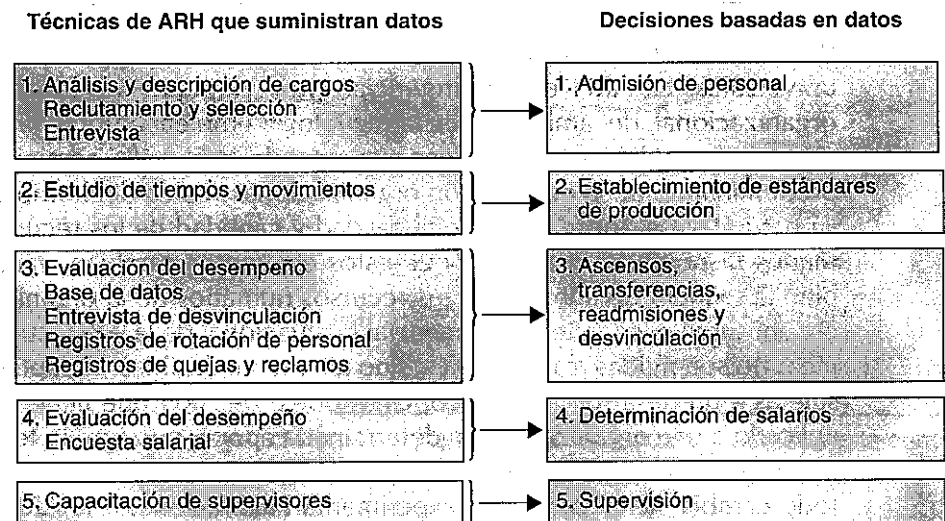 Técnicas de ARH que suministran datos
Decisiones basadas en datos
1. Análisis y descripción de cargos
Reclutamiento y selección
Entrevista
1. Admisión de personal
2. Estudio de tiempos y movimientos
2. Establecimiento de estándares
de producción
3. Evaluación del desempeño
Base de datos
Entrevista de desvinculación
Registros de rotación de personal
Registros de quejas y reclamos
3. Ascensos,
transferencias,
readmisiones y
desvinculación
4. Evaluación del desempeño
Encuesta salarial
4. Determinación de salarios
5. Capacitación de supervisores
5. Supervisión